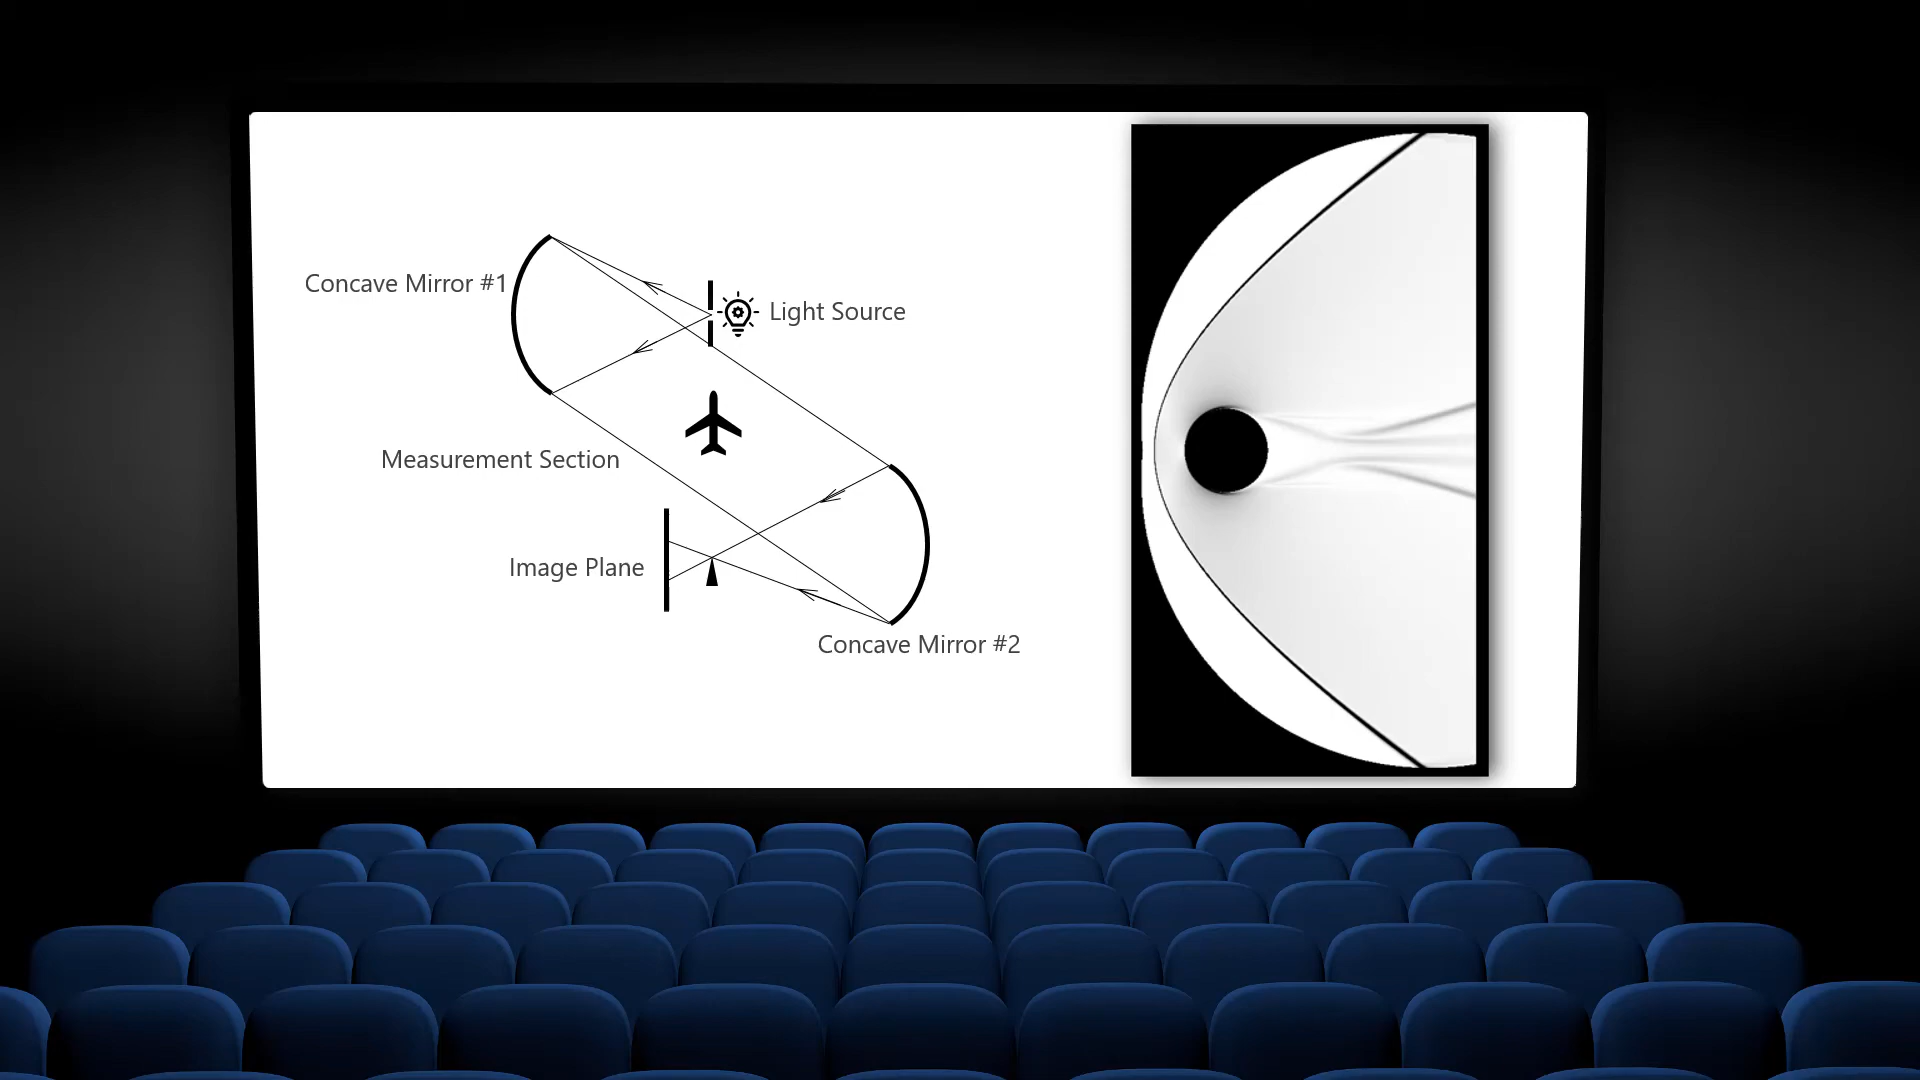 Concave Mirror #1
Light Source
Measurement Section
Image Plane
Concave Mirror #2